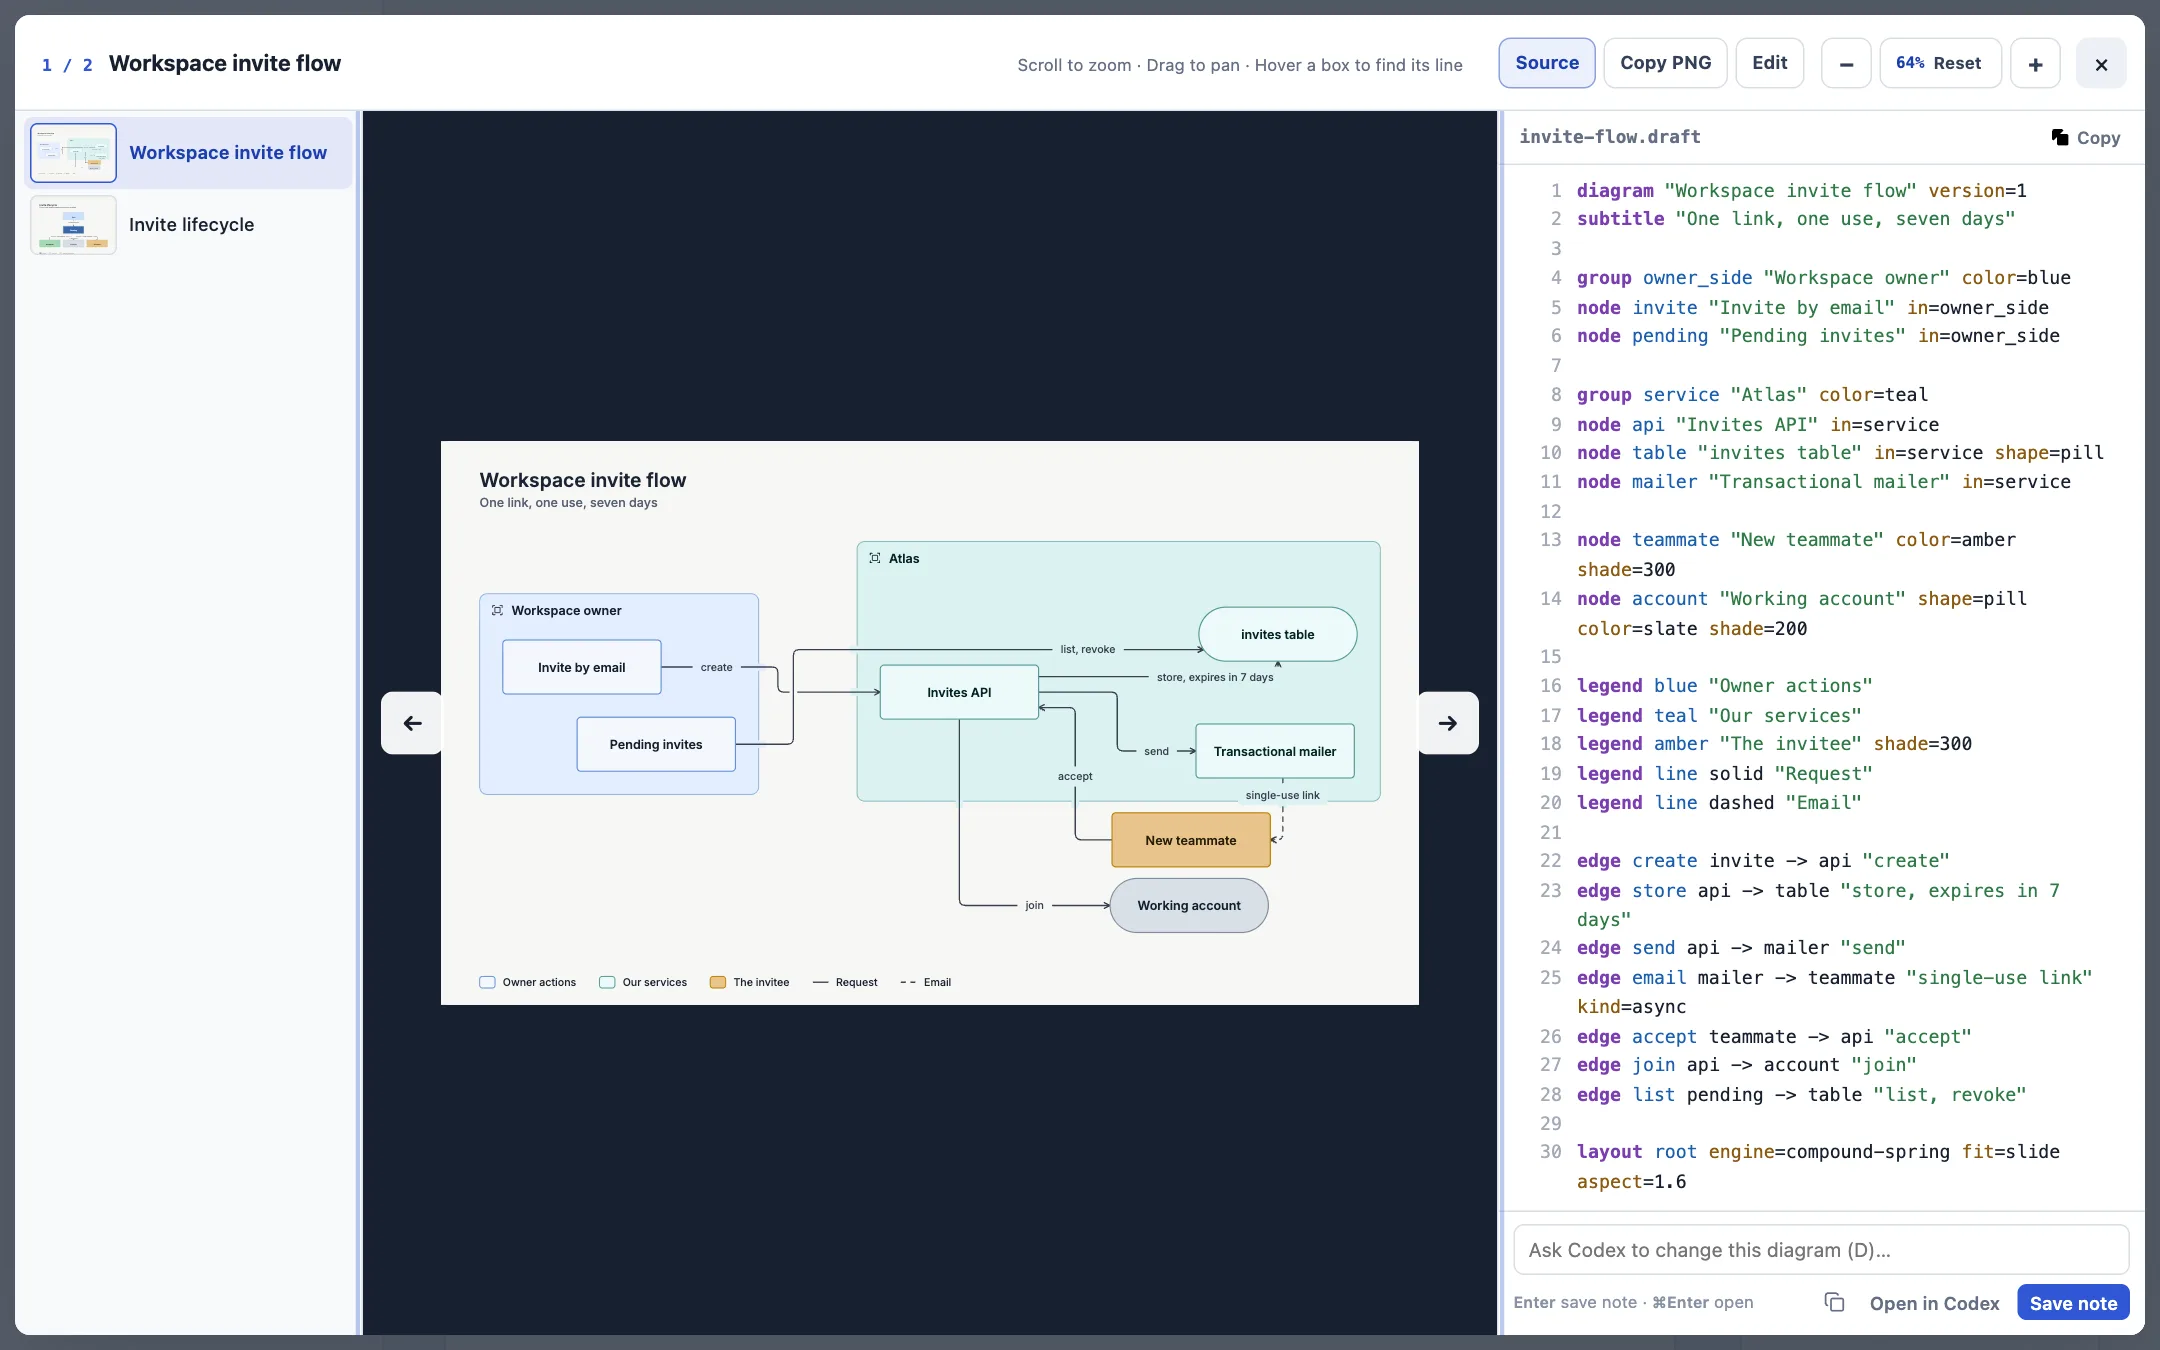 1 / 2 Workspace invite flow
Scroll to zoom · Drag to pan · Hover a box to find its line
Source
Copy PNG
Edit
−
64% Reset
+
×
Workspace invite flow
Invite lifecycle
Workspace invite flow
One link, one use, seven days
Atlas
Workspace owner
invites table
list, revoke
Invite by email
create
store, expires in 7 days
Invites API
Pending invites
send
Transactional mailer
accept
single-use link
New teammate
join
Working account
Owner actions
Our services
The invitee
Request
Email
invite-flow.draft
Copy
1 diagram "Workspace invite flow" version=1
2 subtitle "One link, one use, seven days"
3
4 group owner_side "Workspace owner" color=blue
5 node invite "Invite by email" in=owner_side
6 node pending "Pending invites" in=owner_side
7
8 group service "Atlas" color=teal
9 node api "Invites API" in=service
10 node table "invites table" in=service shape=pill
11 node mailer "Transactional mailer" in=service
12
13 node teammate "New teammate" color=amber
shade=300
14 node account "Working account" shape=pill
color=slate shade=200
15
16 legend blue "Owner actions"
17 legend teal "Our services"
18 legend amber "The invitee" shade=300
19 legend line solid "Request"
20 legend line dashed "Email"
21
22 edge create invite -> api "create"
23 edge store api -> table "store, expires in 7
days"
24 edge send api -> mailer "send"
25 edge email mailer -> teammate "single-use link"
kind=async
26 edge accept teammate -> api "accept"
27 edge join api -> account "join"
28 edge list pending -> table "list, revoke"
29
30 layout root engine=compound-spring fit=slide
aspect=1.6
Ask Codex to change this diagram (D)...
Enter save note · ⌘Enter open
Open in Codex
Save note